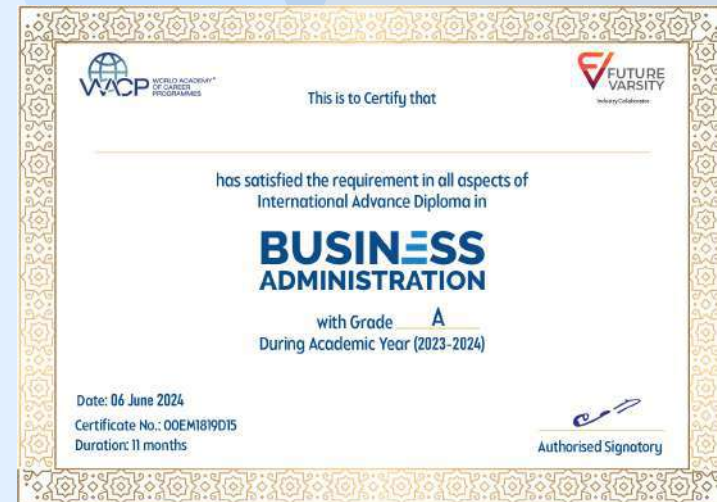 WACP
WORLD ACADEMY
OF CAREER
PROGRAMMES
FUTURE
VARSITY
Industry Collaborator
This is to Certify that
has satisfied the requirement in all aspects of
International Advance Diploma in
BUSINESS
ADMINISTRATION
with Grade A
During Academic Year (2023-2024)
Date: 06 June 2024
Certificate No.: 00EM1819D15
Duration: 11 months
Authorised Signatory